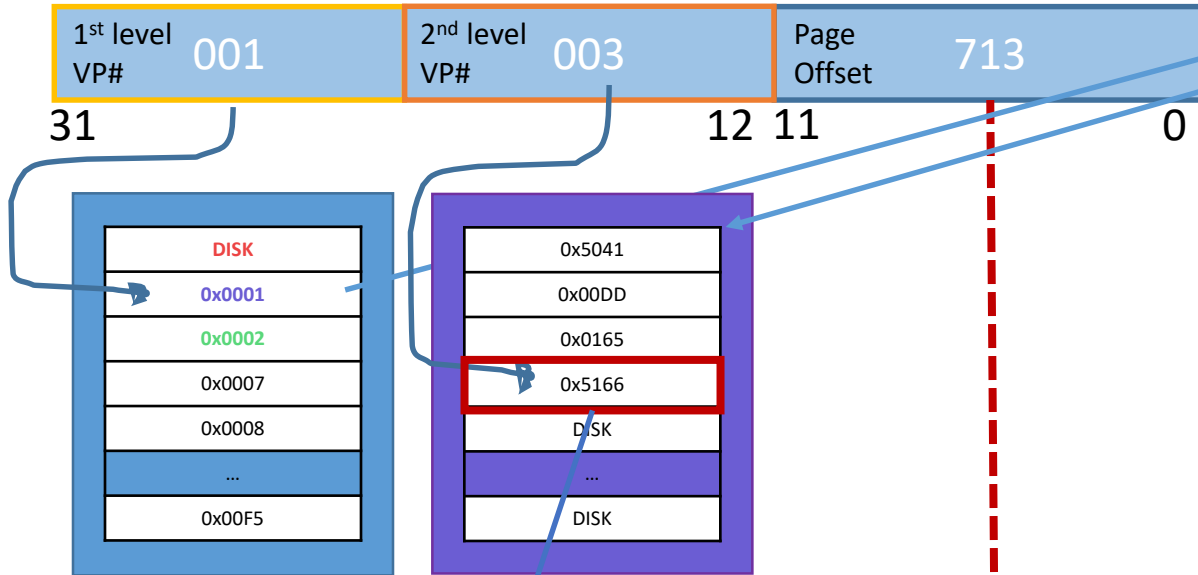 1st level VP# 001
2nd level VP# 003
Page Offset 713
31
12
11
0
DISK
0x0001
0x0002
0x0007
0x0008
...
0x00F5
0x5041
0x00DD
0x0165
0x5166
DISK
...
DISK